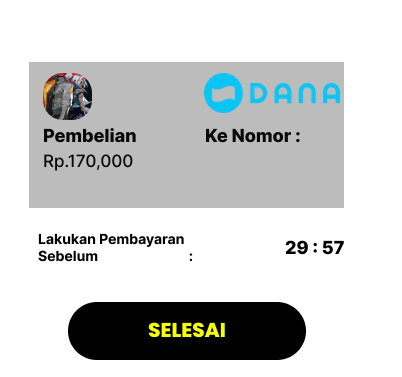 DANA
Pembelian
Ke Nomor :
Rp.170,000
Lakukan Pembayaran
Sebelum :
29 : 57
SELESAI